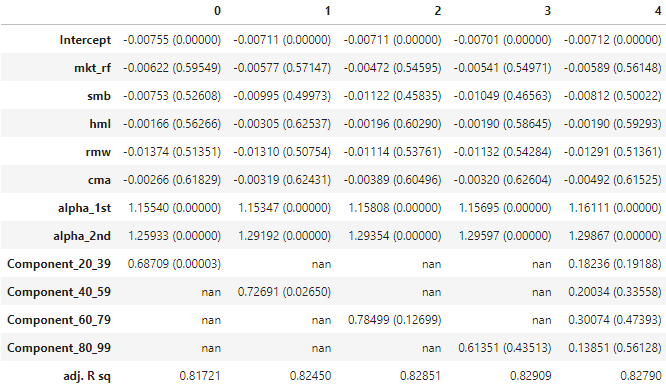 0 1 2 3 4
Intercept -0.00755 (0.00000) -0.00711 (0.00000) -0.00711 (0.00000) -0.00701 (0.00000) -0.00712 (0.00000)
mkt_rf -0.00622 (0.59549) -0.00577 (0.57147) -0.00472 (0.54595) -0.00541 (0.54971) -0.00589 (0.56148)
smb -0.00753 (0.52608) -0.00995 (0.49973) -0.01122 (0.45835) -0.01049 (0.46563) -0.00812 (0.50022)
hml -0.00166 (0.56266) -0.00305 (0.62537) -0.00196 (0.60290) -0.00190 (0.58645) -0.00190 (0.59293)
rmw -0.01374 (0.51351) -0.01310 (0.50754) -0.01114 (0.53761) -0.01132 (0.54284) -0.01291 (0.51361)
cma -0.00266 (0.61829) -0.00319 (0.62431) -0.00389 (0.60496) -0.00320 (0.62604) -0.00492 (0.61525)
alpha_1st 1.15540 (0.00000) 1.15347 (0.00000) 1.15808 (0.00000) 1.15695 (0.00000) 1.16111 (0.00000)
alpha_2nd 1.25933 (0.00000) 1.29192 (0.00000) 1.29354 (0.00000) 1.29597 (0.00000) 1.29867 (0.00000)
Component_20_39 0.68709 (0.00003) nan nan nan 0.18236 (0.19188)
Component_40_59 nan 0.72691 (0.02650) nan nan 0.20034 (0.33558)
Component_60_79 nan nan 0.78499 (0.12699) nan 0.30074 (0.47393)
Component_80_99 nan nan nan 0.61351 (0.43513) 0.13851 (0.56128)
adj. R sq 0.81721 0.82450 0.82851 0.82909 0.82790